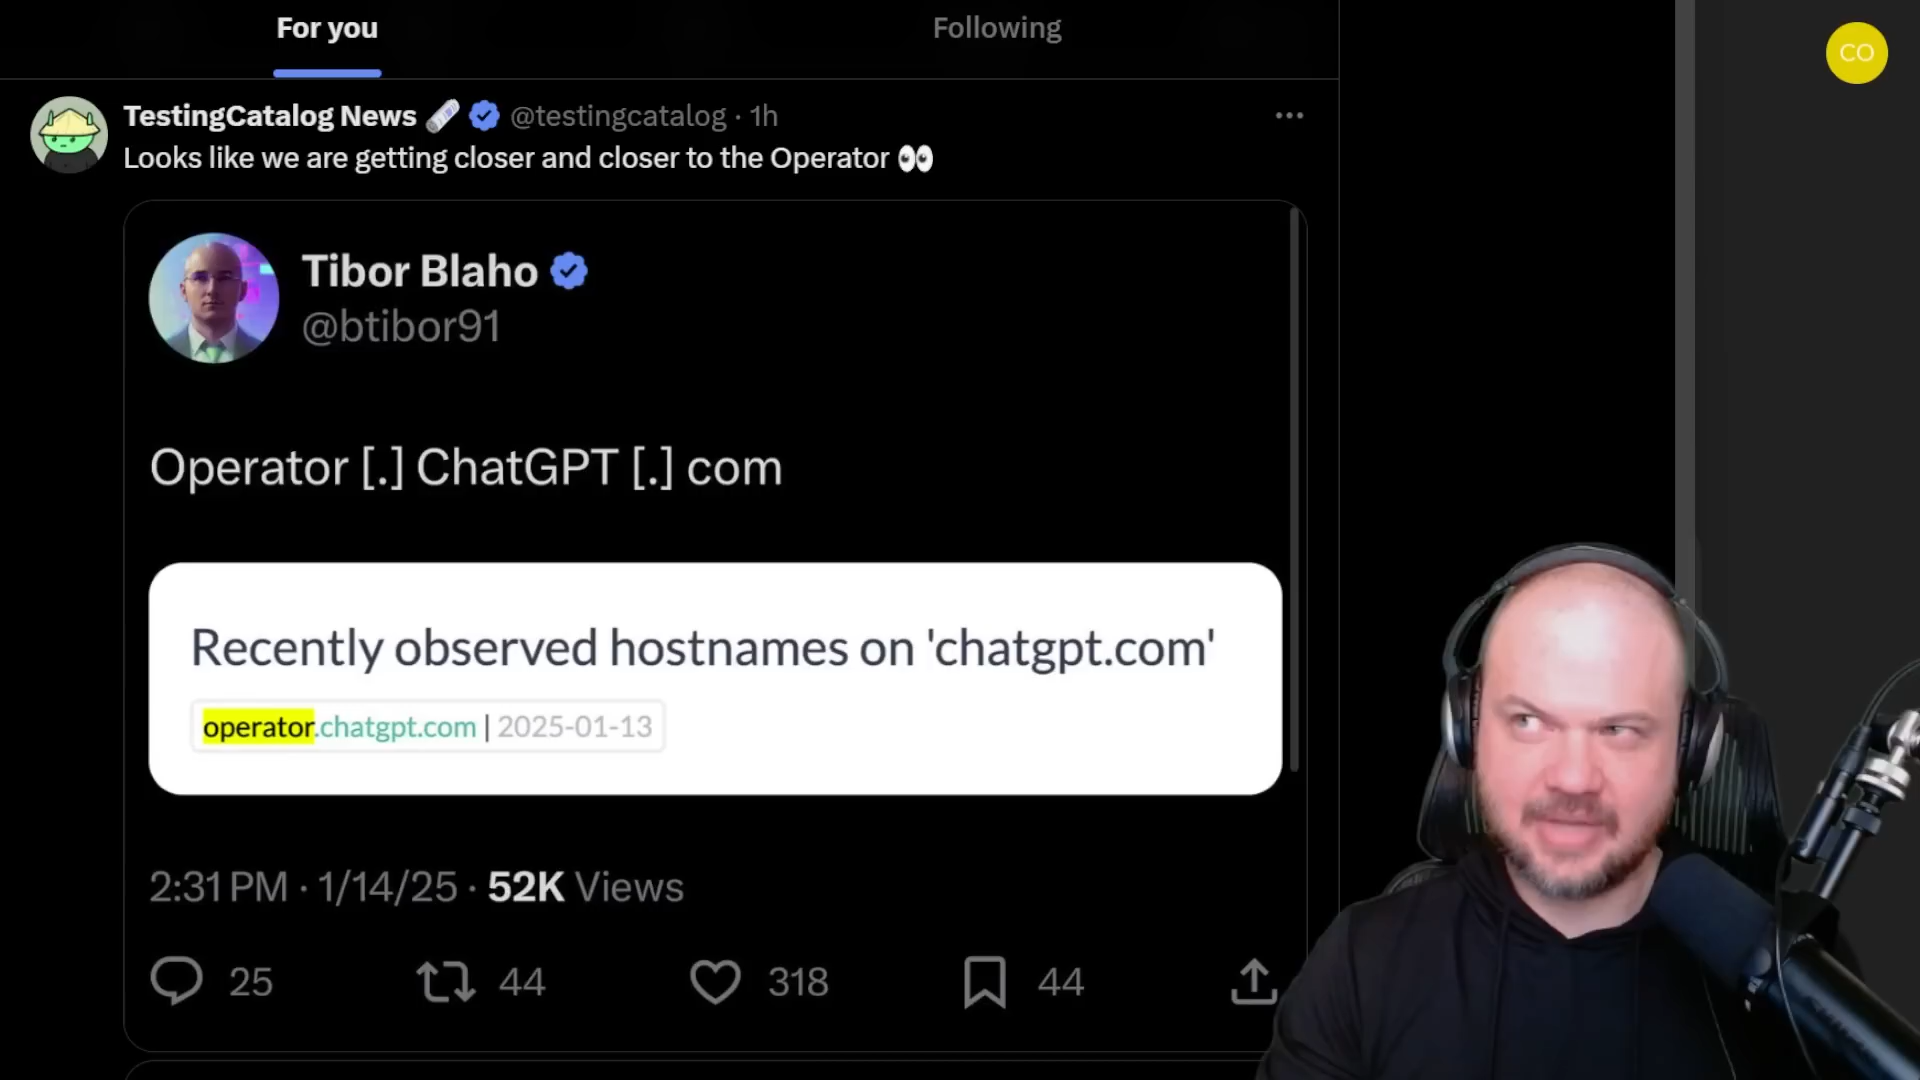 For you
Following
CO
TestingCatalog News @testingcatalog · 1h
Looks like we are getting closer and closer to the Operator 👀
Tibor Blaho
@btibor91
Operator [.] ChatGPT [.] com
Recently observed hostnames on 'chatgpt.com'
operator.chatgpt.com | 2025-01-13
2:31 PM · 1/14/25 · 52K Views
25 44 318 44